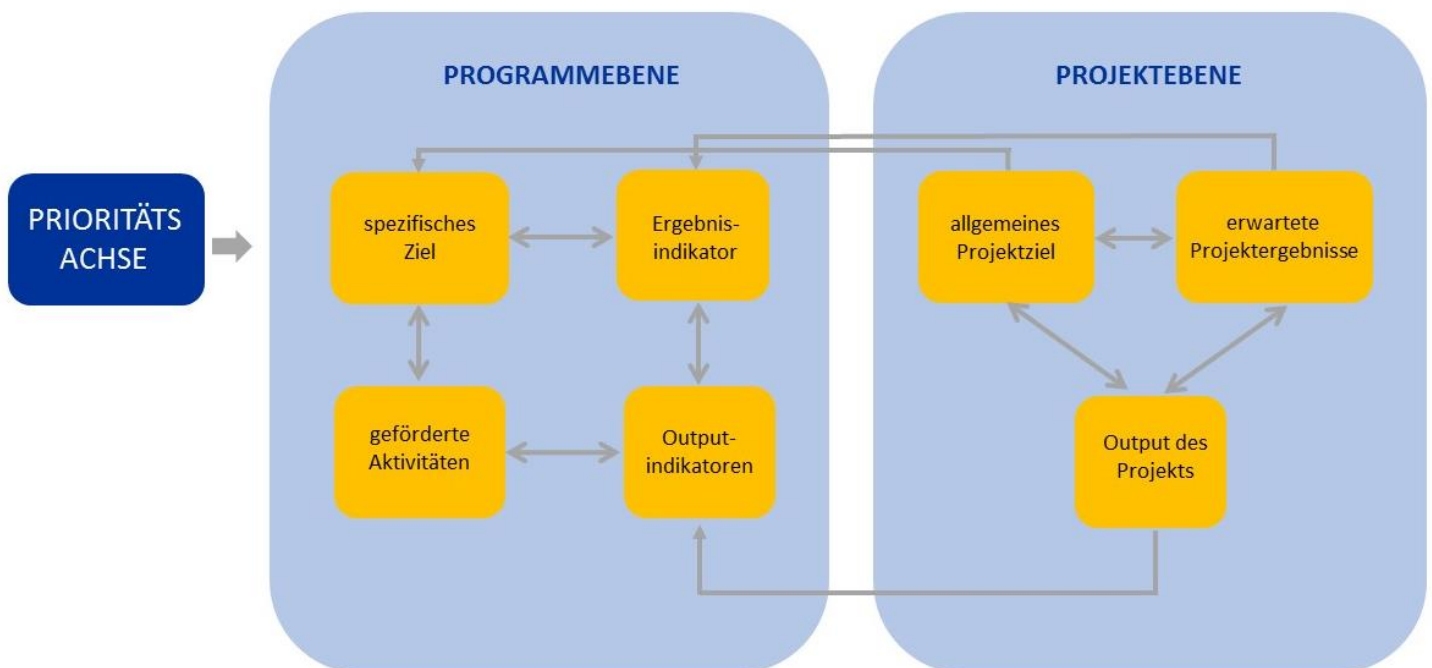 PROGRAMMEBENE
PROJEKTEBENE
PRIORITÄTS
ACHSE
spezifisches
Ziel
Ergebnis-
indikator
allgemeines
Projektziel
erwartete
Projektergebnisse
geförderte
Aktivitäten
Output-
indikatoren
Output des
Projekts